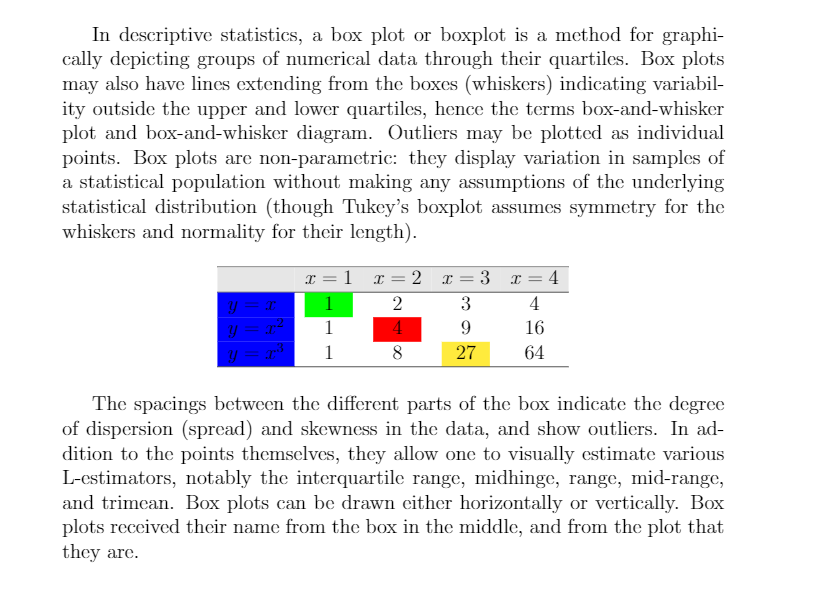 In descriptive statistics, a box plot or boxplot is a method for graphi-
cally depicting groups of numerical data through their quartiles. Box plots
may also have lines extending from the boxes (whiskers) indicating variabil-
ity outside the upper and lower quartiles, hence the terms box-and-whisker
plot and box-and-whisker diagram. Outliers may be plotted as individual
points. Box plots are non-parametric: they display variation in samples of
a statistical population without making any assumptions of the underlying
statistical distribution (though Tukey's boxplot assumes symmetry for the
whiskers and normality for their length).
x = 1 x = 2 x = 3 x = 4
y = x 1 2 3 4
y = x² 1 4 9 16
y = x³ 1 8 27 64
The spacings between the different parts of the box indicate the degree
of dispersion (spread) and skewness in the data, and show outliers. In ad-
dition to the points themselves, they allow one to visually estimate various
L-estimators, notably the interquartile range, midhinge, range, mid-range,
and trimean. Box plots can be drawn either horizontally or vertically. Box
plots received their name from the box in the middle, and from the plot that
they are.